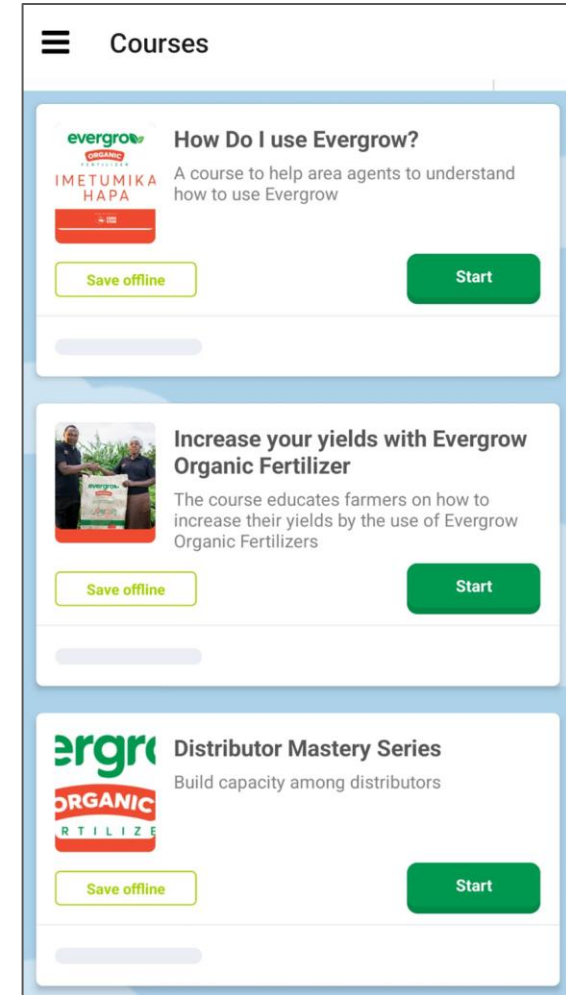 Courses
evergrow
ORGANIC
FERTILIZER
IMETUMIKA
HAPA
How Do I use Evergrow?
A course to help area agents to understand
how to use Evergrow
Save offline
Start
evergrow
Increase your yields with Evergrow
Organic Fertilizer
The course educates farmers on how to
increase their yields by the use of Evergrow
Organic Fertilizers
Save offline
Start
ergr
ORGANIC
RTILIZE
Distributor Mastery Series
Build capacity among distributors
Save offline
Start